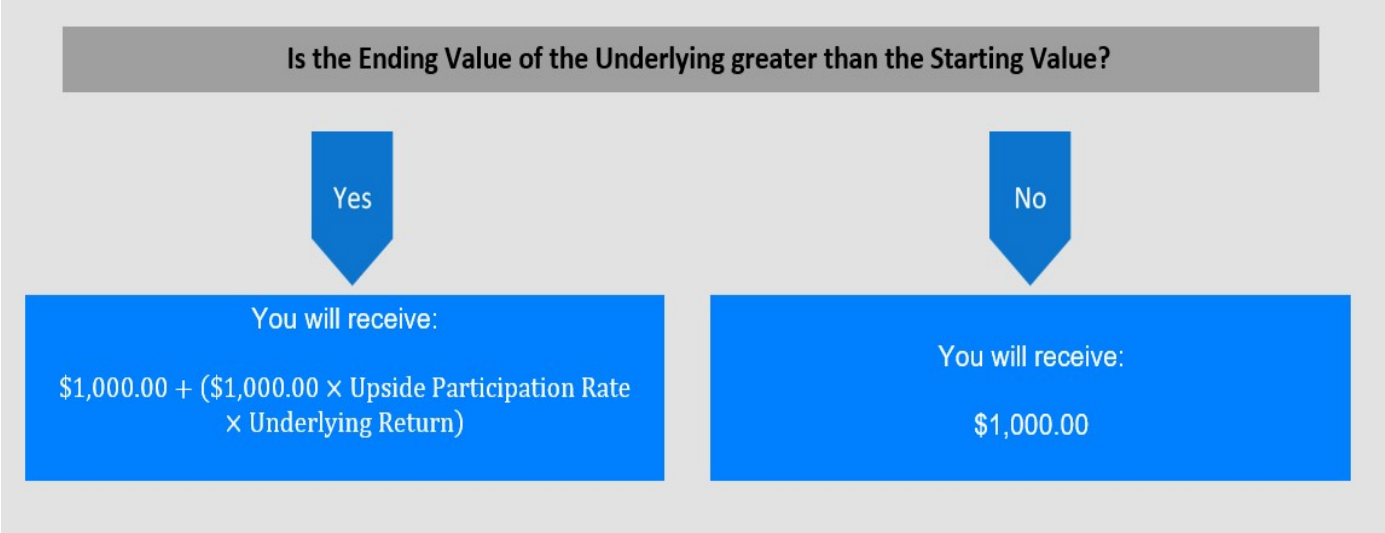 Is the Ending Value of the Underlying greater than the Starting Value?
Yes
No
You will receive:
$1,000.00 + ($1,000.00 × Upside Participation Rate
× Underlying Return)
You will receive:
$1,000.00